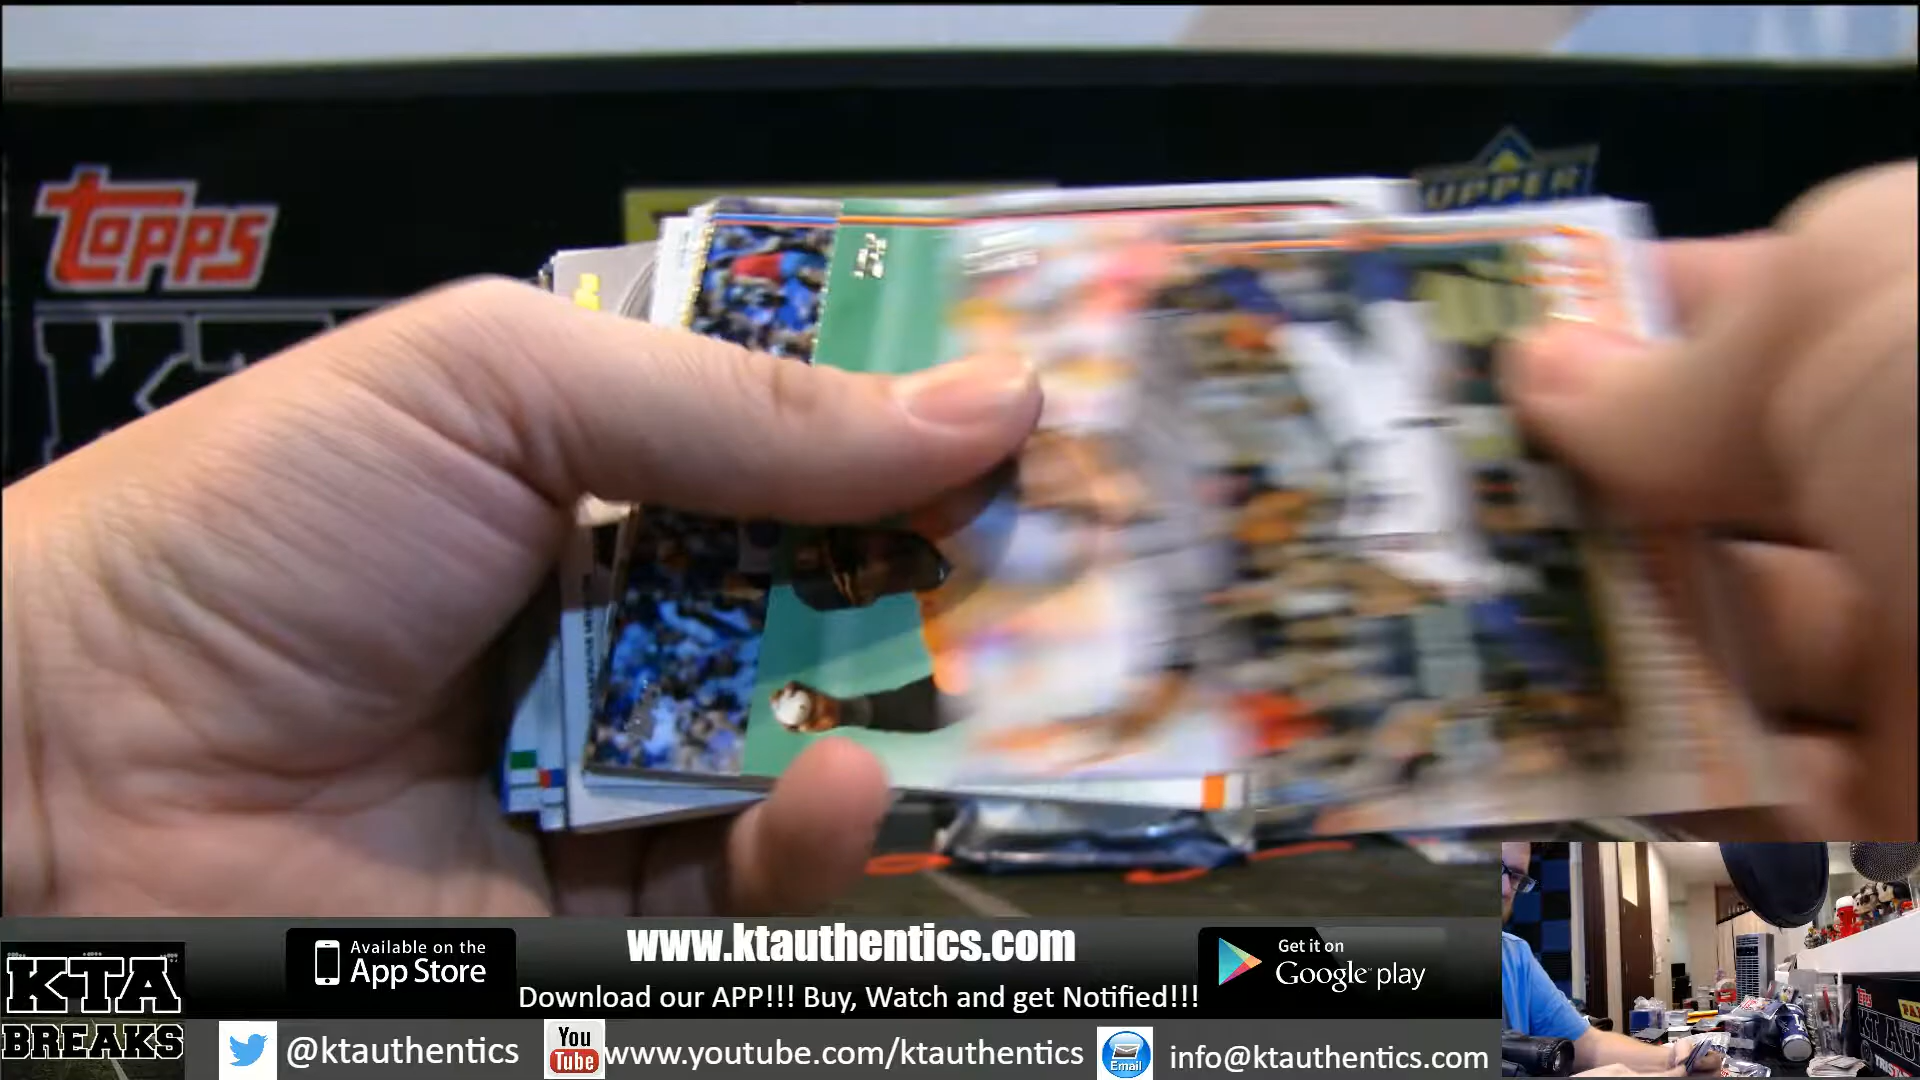 TOPPS
UPPER
www.ktauthentics.com
Available on the
App Store
Get it on
Google play
Download our APP!!! Buy, Watch and get Notified!!!
KTA
BREAKS
@ktauthentics
You
Tube
www.youtube.com/ktauthentics
Email
info@ktauthentics.com